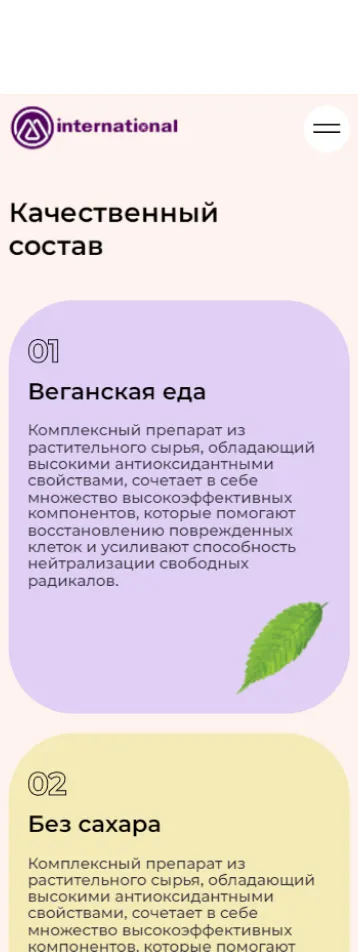 international
Качественный
состав
01
Веганская еда
Комплексный препарат из
растительного сырья, обладающий
высокими антиоксидантными
свойствами, сочетает в себе
множество высокоэффективных
компонентов, которые помогают
восстановлению поврежденных
клеток и усиливают способность
нейтрализации свободных
радикалов.
02
Без сахара
Комплексный препарат из
растительного сырья, обладающий
высокими антиоксидантными
свойствами, сочетает в себе
множество высокоэффективных
компонентов, которые помогают